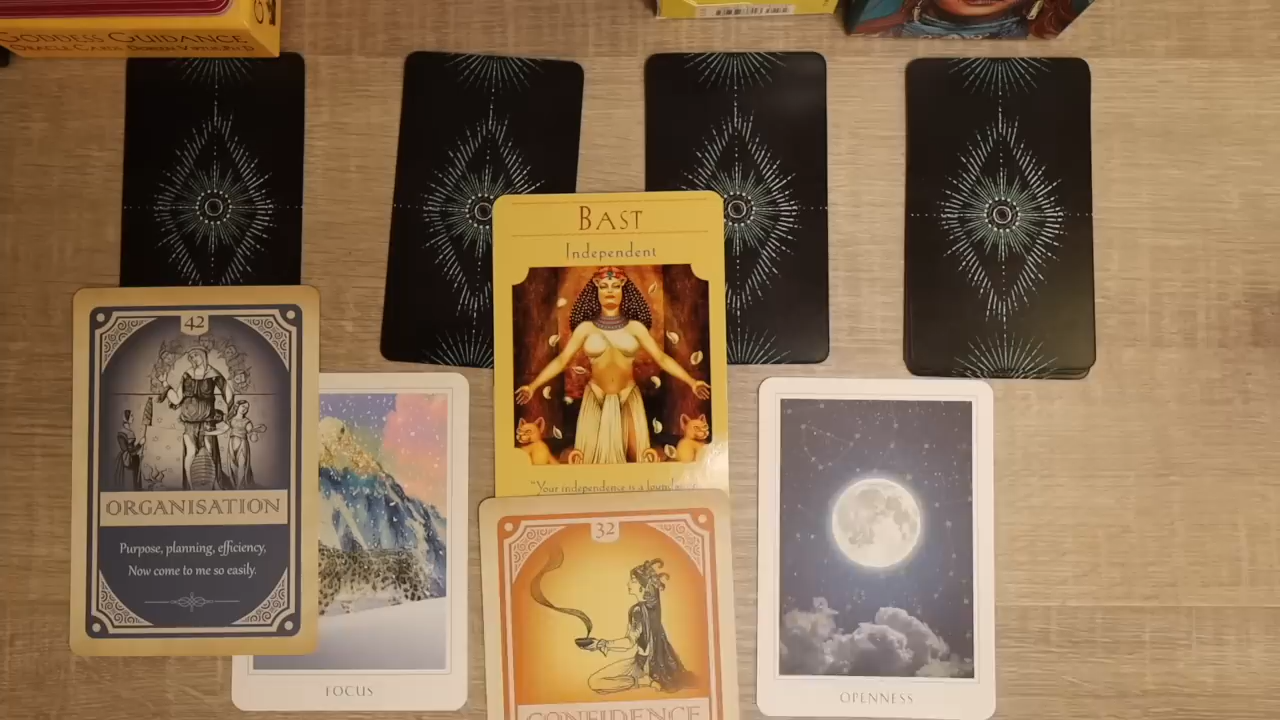 GODDESS GUIDANCE
BAST
Independent
"Your independence is a
42
ORGANISATION
Purpose, planning, efficiency,
Now come to me so easily.
FOCUS
32
CONFIDENCE
OPENNESS